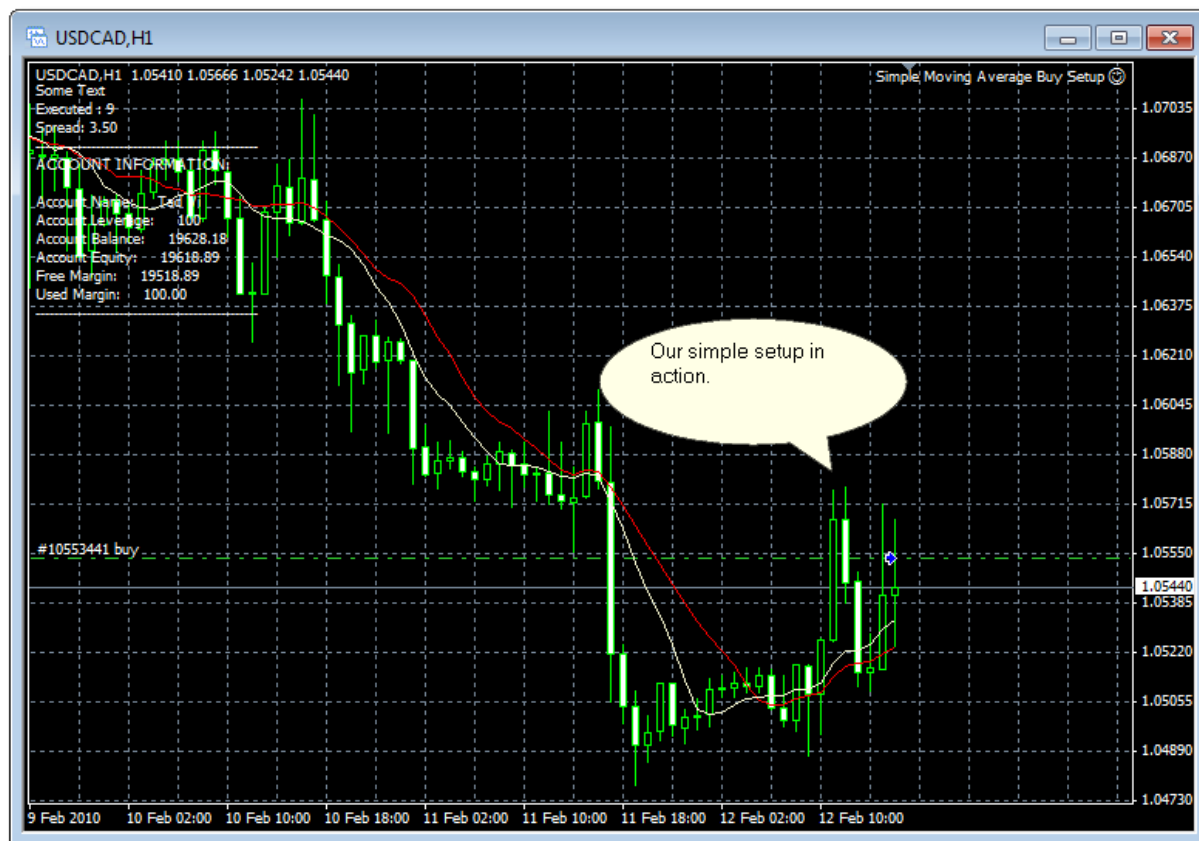 USDCAD,H1
USDCAD,H1 1.05410 1.05666 1.05242 1.05440
Simple Moving Average Buy Setup
Some Text
Executed : 9
Spread: 3.50
ACCOUNT INFORMATION:
Account Name:
Account Leverage: 100
Account Balance: 19628.18
Account Equity: 19618.89
Free Margin: 19518.89
Used Margin: 100.00
Our simple setup in
action.
#10553441 buy
1.07035
1.06870
1.06705
1.06540
1.06375
1.06210
1.06045
1.05880
1.05715
1.05550
1.05440
1.05385
1.05220
1.05055
1.04890
1.04730
9 Feb 2010 10 Feb 02:00 10 Feb 10:00 10 Feb 18:00 11 Feb 02:00 11 Feb 10:00 11 Feb 18:00 12 Feb 02:00 12 Feb 10:00